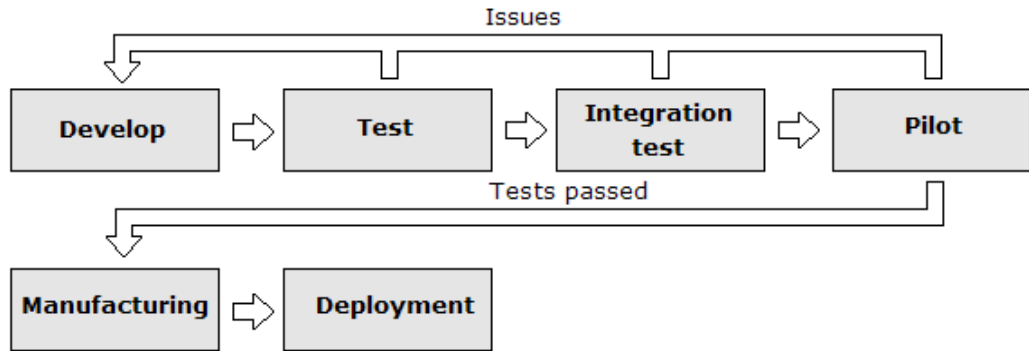 Issues
Develop
Test
Integration
test
Pilot
Tests passed
Manufacturing
Deployment